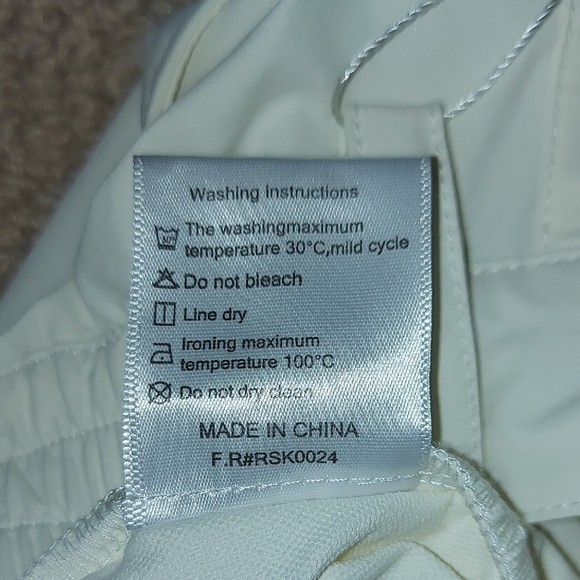 Washing instructions
The washingmaximum
temperature 30°C,mild cycle
Do not bleach
Line dry
Ironing maximum
temperature 100°C
Do not dry clean
MADE IN CHINA
F.R#RSK0024